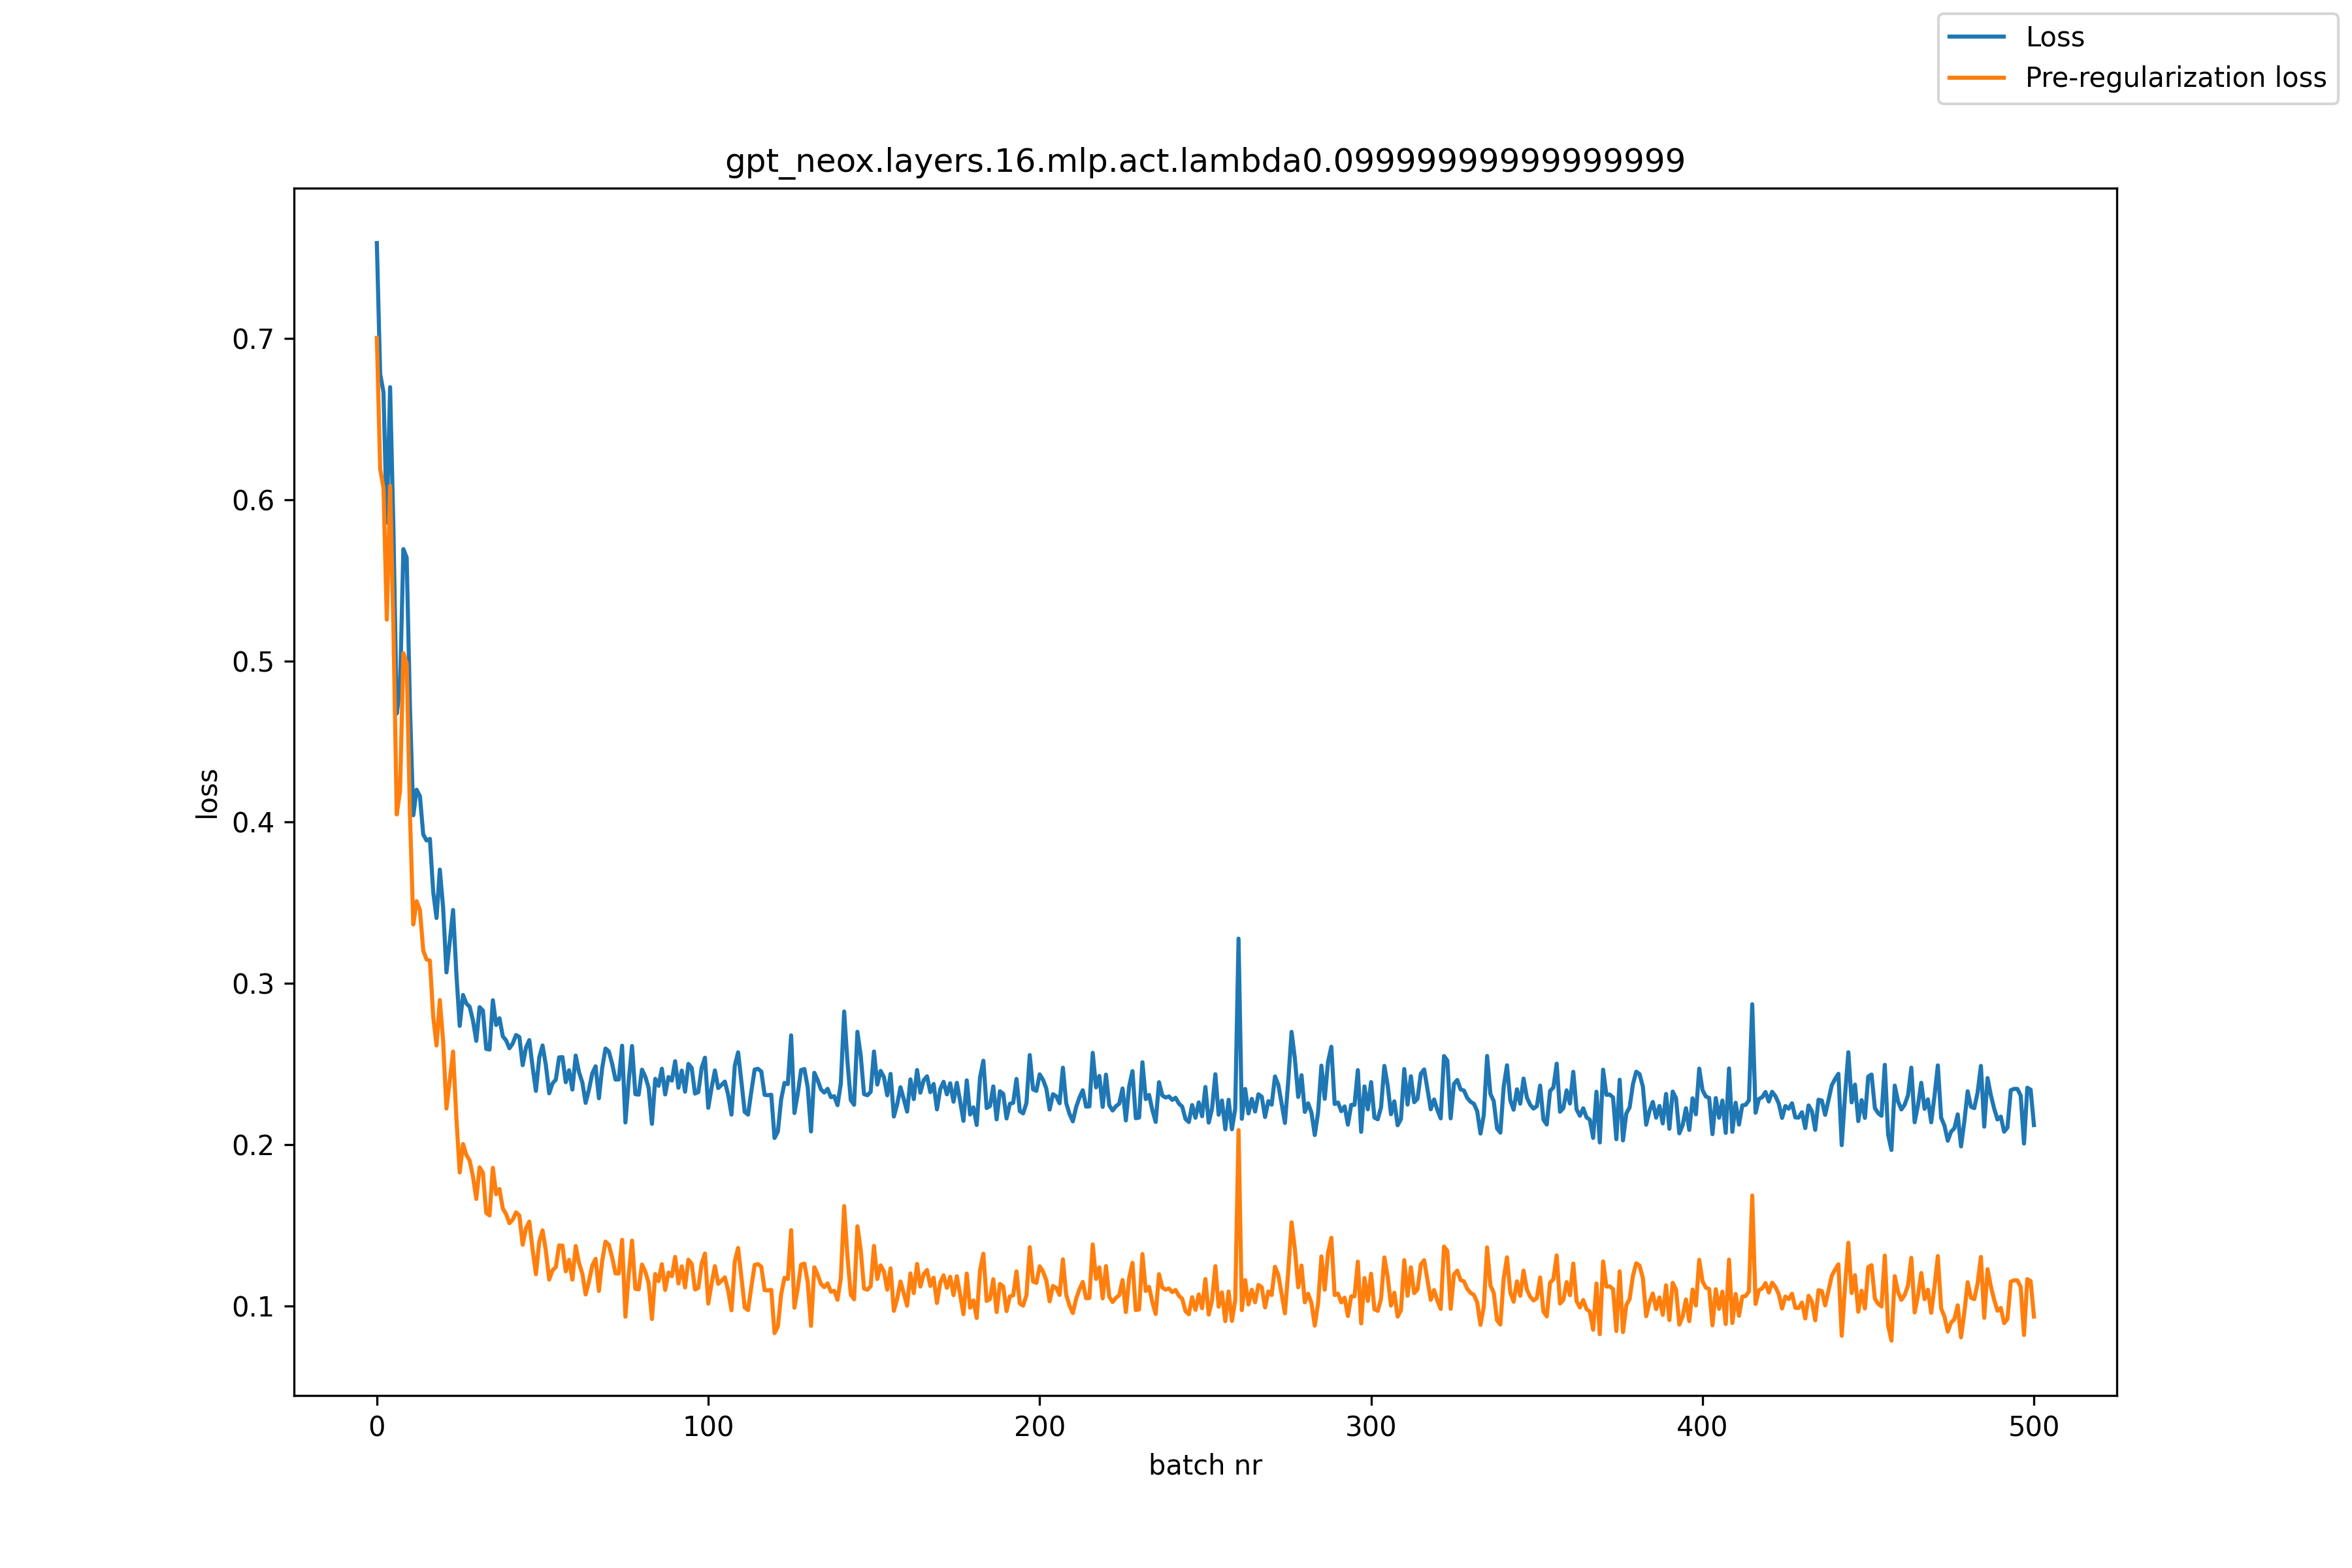 Loss
Pre-regularization loss
gpt_neox.layers.16.mlp.act.lambda0.09999999999999999
0.7
0.6
0.5
0.4
0.3
0.2
0.1
loss
0 100 200 300 400 500
batch nr